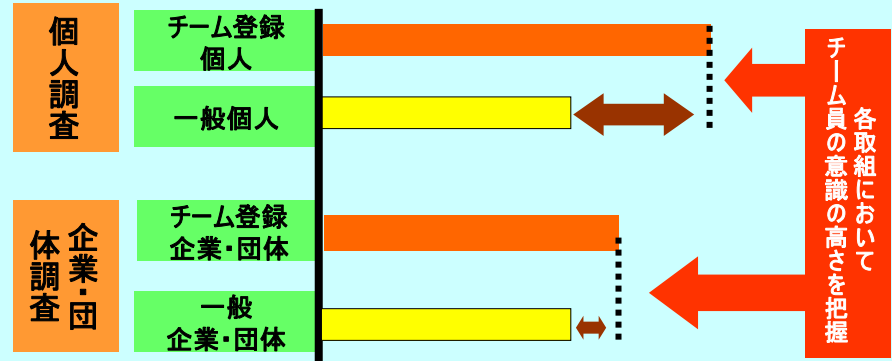 個人調査
チーム登録
個人
一般個人
企業・団
体調査
チーム登録
企業・団体
一般
企業・団体
各取組において
チーム員の意識の高さを把握